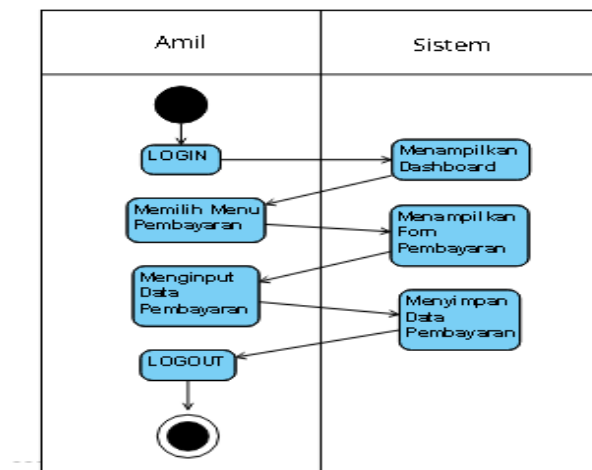 Amil
Sistem
LOGIN
Menampilkan
Dashboard
Memilih Menu
Pembayaran
Menampilkan
Forn
Pembayaran
Menginput
Data
Pembayaran
Menyimpan
Data
Pembayaran
LOGOUT